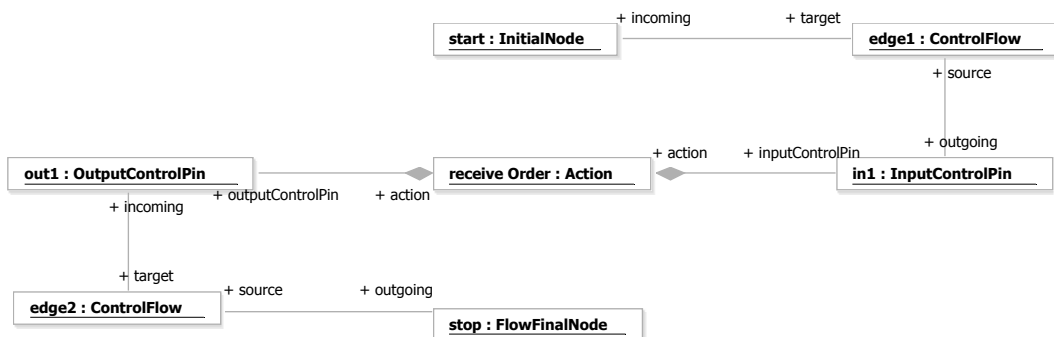 + incoming
+ target
start : InitialNode
edge1 : ControlFlow
+ source
+ outgoing
+ action
+ inputControlPin
out1 : OutputControlPin
receive Order : Action
in1 : InputControlPin
+ outputControlPin
+ action
+ incoming
+ target
+ source
+ outgoing
edge2 : ControlFlow
stop : FlowFinalNode